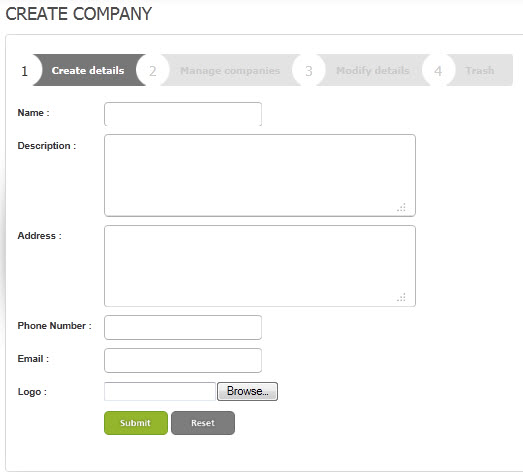 CREATE COMPANY
1 Create details 2 Manage companies 3 Modify details 4 Trash
Name :
Description :
Address :
Phone Number :
Email :
Logo : Browse...
Submit Reset